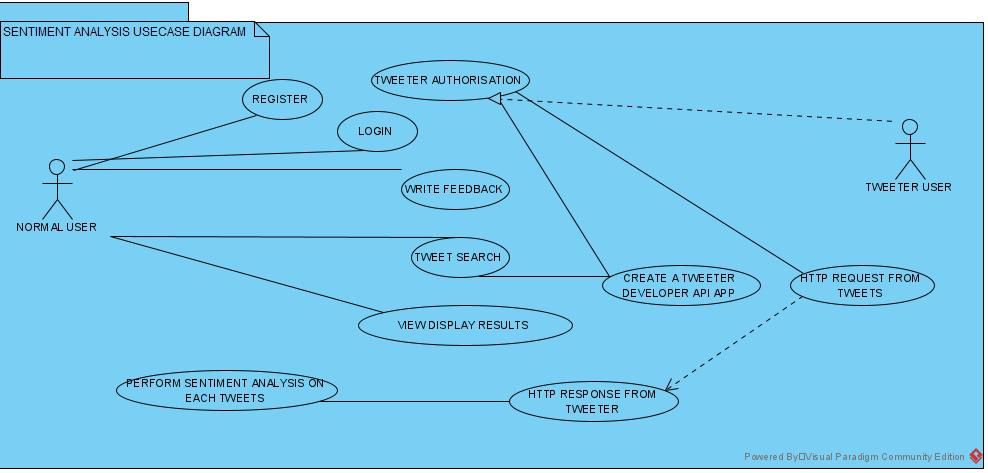 SENTIMENT ANALYSIS USECASE DIAGRAM
TWEETER AUTHORISATION
REGISTER
LOGIN
TWEETER USER
WRITE FEEDBACK
NORMAL USER
TWEET SEARCH
CREATE A TWEETER
DEVELOPER API APP
HTTP REQUEST FROM
TWEETS
VIEW DISPLAY RESULTS
PERFORM SENTIMENT ANALYSIS ON
EACH TWEETS
HTTP RESPONSE FROM
TWEETER
Powered By Visual Paradigm Community Edition